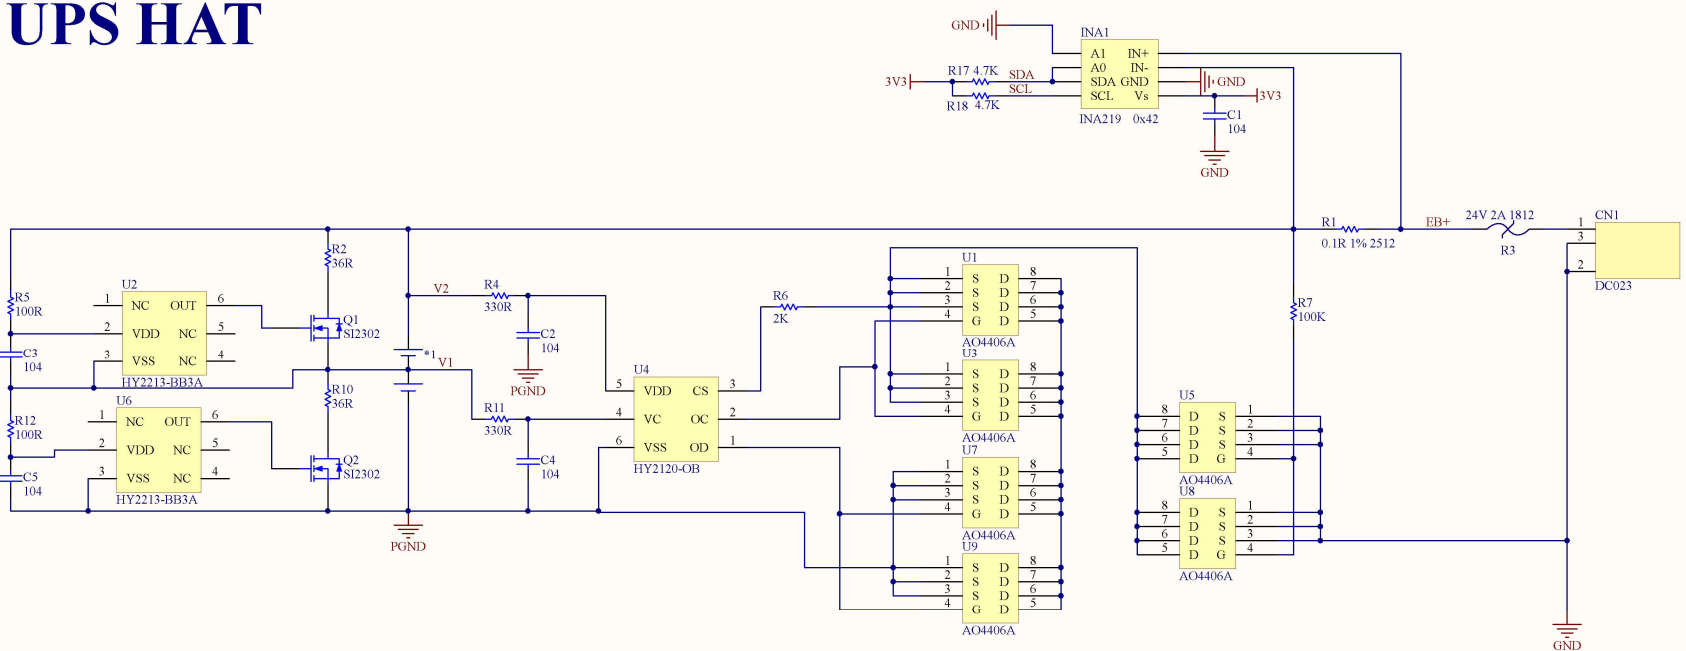 UPS HAT
GND
INA1
A1 IN+
A0 IN-
SDA GND
SCL Vs
INA219 0x42
3V3
R17 4.7K
SDA
SCL
R18 4.7K
GND
3V3
C1
104
GND
R1
0.1R 1% 2512
EB+
24V 2A 1812
R3
CN1
1
3
2
DC023
R2
36R
R5
100R
U2
1 NC OUT 6
2 VDD NC 5
3 VSS NC 4
HY2213-BB3A
Q1
SI2302
C3
104
R12
100R
U6
1 NC OUT 6
2 VDD NC 5
3 VSS NC 4
HY2213-BB3A
R10
36R
Q2
SI2302
C5
104
V2
*1
V1
PGND
R4
330R
C2
104
PGND
R11
330R
C4
104
U4
5 VDD CS 3
4 VC OC 2
6 VSS OD 1
HY2120-OB
R6
2K
U1
1 S D 8
2 S D 7
3 S D 6
4 G D 5
AO4406A
U3
1 S D 8
2 S D 7
3 S D 6
4 G D 5
AO4406A
U7
1 S D 8
2 S D 7
3 S D 6
4 G D 5
AO4406A
U9
1 S D 8
2 S D 7
3 S D 6
4 G D 5
AO4406A
R7
100K
U5
8 D S 1
7 D S 2
6 D S 3
5 D G 4
AO4406A
U8
8 D S 1
7 D S 2
6 D S 3
5 D G 4
AO4406A
GND